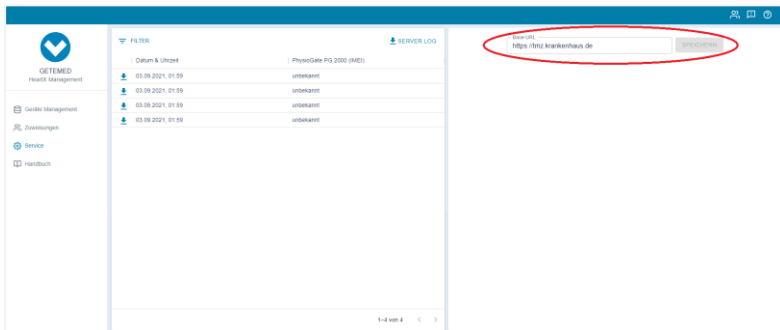 GETEMED
HeartX Management
Geräte Management
Zuweisungen
Service
Handbuch
FILTER
SERVER LOG
Datum & Uhrzeit PhysioGate PG 2000 (IMEI)
03.09.2021, 01:59 unbekannt
03.09.2021, 01:59 unbekannt
03.09.2021, 01:59 unbekannt
03.09.2021, 01:59 unbekannt
1–4 von 4
Base-URL
https://tmz.krankenhaus.de
SPEICHERN